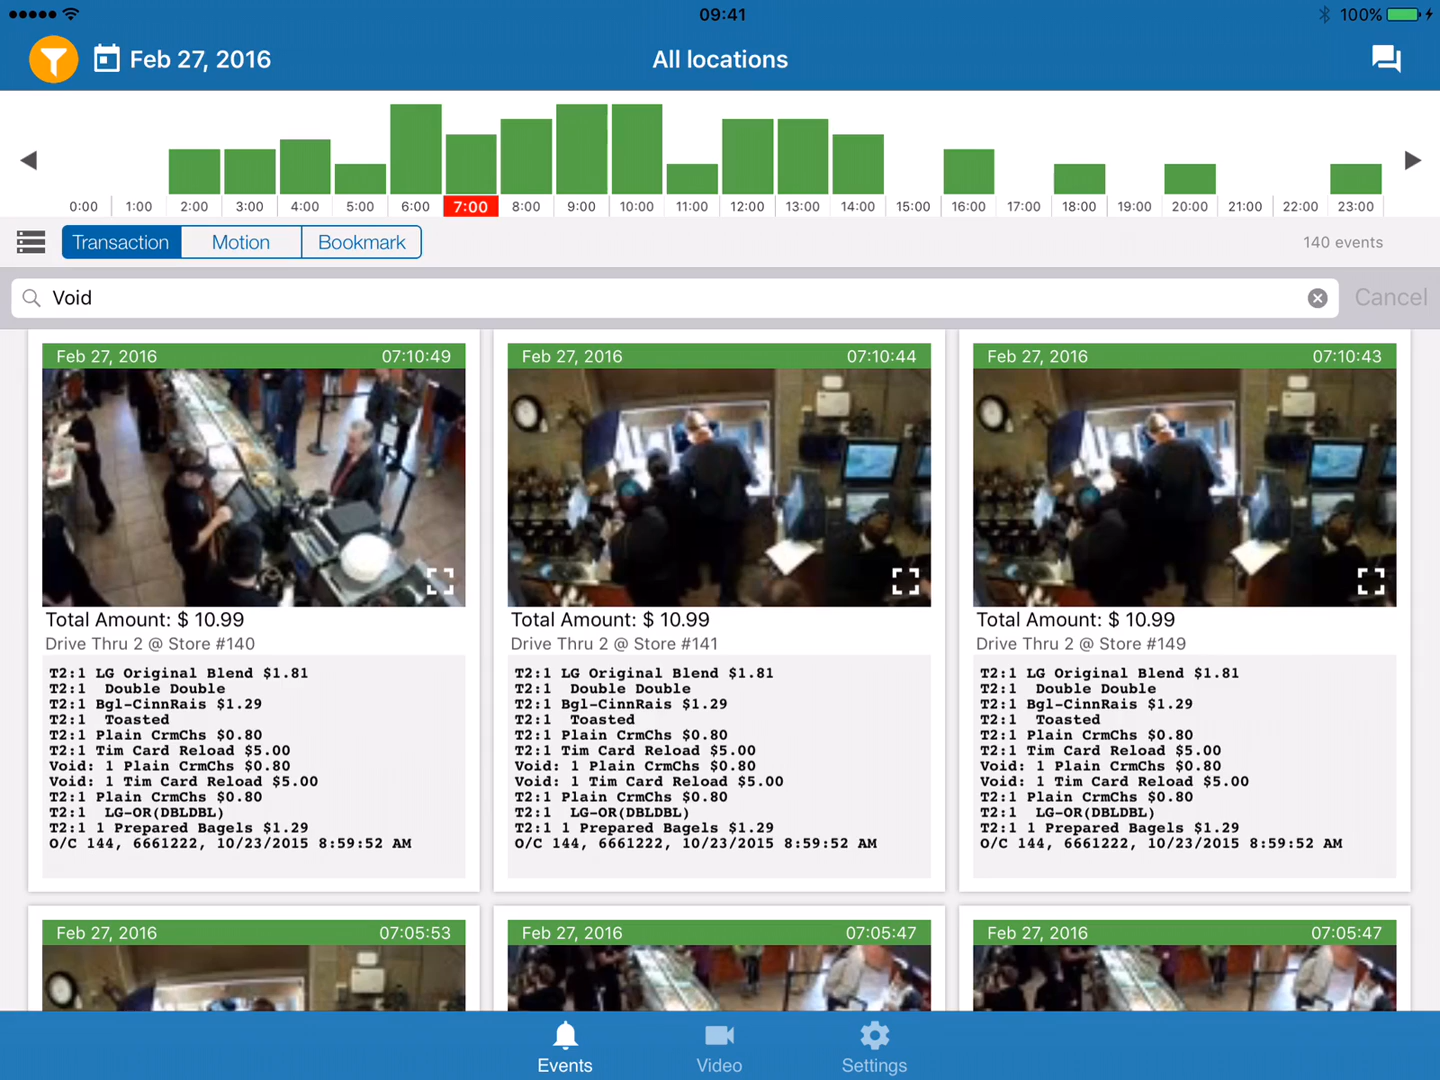 09:41
100%
Feb 27, 2016
All locations
0:00 1:00 2:00 3:00 4:00 5:00 6:00 7:00 8:00 9:00 10:00 11:00 12:00 13:00 14:00 15:00 16:00 17:00 18:00 19:00 20:00 21:00 22:00 23:00
Transaction Motion Bookmark
140 events
Void
Cancel
Feb 27, 2016 07:10:49
Total Amount: $ 10.99
Drive Thru 2 @ Store #140
T2:1 LG Original Blend $1.81
T2:1 Double Double
T2:1 Bgl-CinnRais $1.29
T2:1 Toasted
T2:1 Plain CrmChs $0.80
T2:1 Tim Card Reload $5.00
Void: 1 Plain CrmChs $0.80
Void: 1 Tim Card Reload $5.00
T2:1 Plain CrmChs $0.80
T2:1 LG-OR(DBLDBL)
T2:1 1 Prepared Bagels $1.29
O/C 144, 6661222, 10/23/2015 8:59:52 AM
Feb 27, 2016 07:10:44
Total Amount: $ 10.99
Drive Thru 2 @ Store #141
T2:1 LG Original Blend $1.81
T2:1 Double Double
T2:1 Bgl-CinnRais $1.29
T2:1 Toasted
T2:1 Plain CrmChs $0.80
T2:1 Tim Card Reload $5.00
Void: 1 Plain CrmChs $0.80
Void: 1 Tim Card Reload $5.00
T2:1 Plain CrmChs $0.80
T2:1 LG-OR(DBLDBL)
T2:1 1 Prepared Bagels $1.29
O/C 144, 6661222, 10/23/2015 8:59:52 AM
Feb 27, 2016 07:10:43
Total Amount: $ 10.99
Drive Thru 2 @ Store #149
T2:1 LG Original Blend $1.81
T2:1 Double Double
T2:1 Bgl-CinnRais $1.29
T2:1 Toasted
T2:1 Plain CrmChs $0.80
T2:1 Tim Card Reload $5.00
Void: 1 Plain CrmChs $0.80
Void: 1 Tim Card Reload $5.00
T2:1 Plain CrmChs $0.80
T2:1 LG-OR(DBLDBL)
T2:1 1 Prepared Bagels $1.29
O/C 144, 6661222, 10/23/2015 8:59:52 AM
Feb 27, 2016 07:05:53
Feb 27, 2016 07:05:47
Feb 27, 2016 07:05:47
Events Video Settings